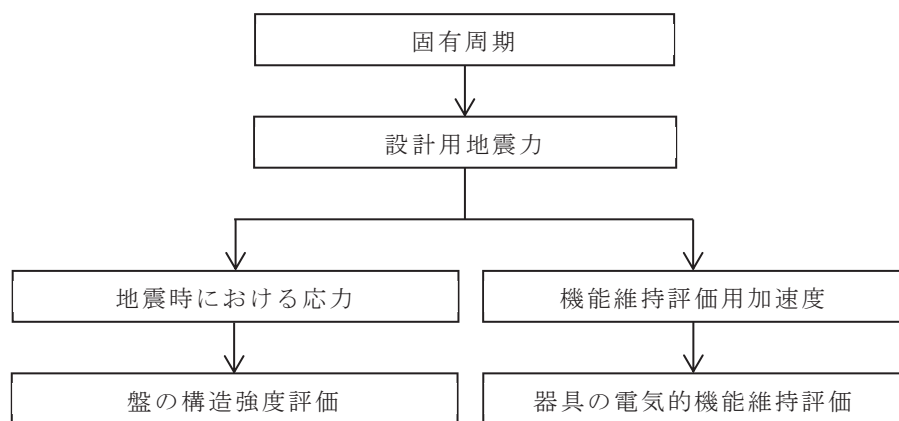 固有周期
設計用地震力
地震時における応力
機能維持評価用加速度
盤の構造強度評価
器具の電気的機能維持評価